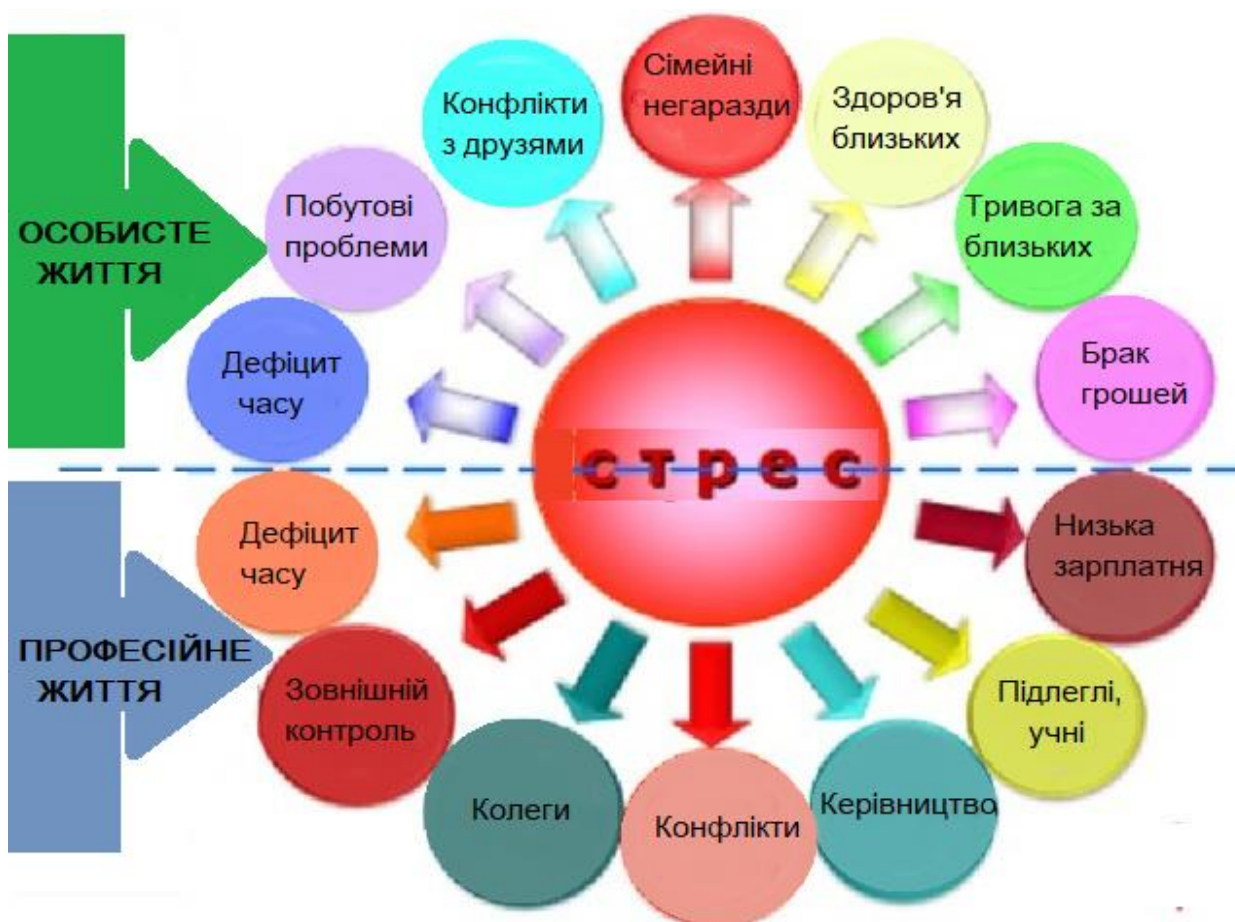 Сімейні
негаразди
Конфлікти
з друзями
Здоров'я
близьких
Побутові
проблеми
Тривога за
близьких
ОСОБИСТЕ
ЖИТТЯ
Дефіцит
часу
Брак
грошей
стрес
Дефіцит
часу
Низька
зарплатня
ПРОФЕСІЙНЕ
ЖИТТЯ
Зовнішній
контроль
Підлеглі,
учні
Колеги
Конфлікти
Керівництво